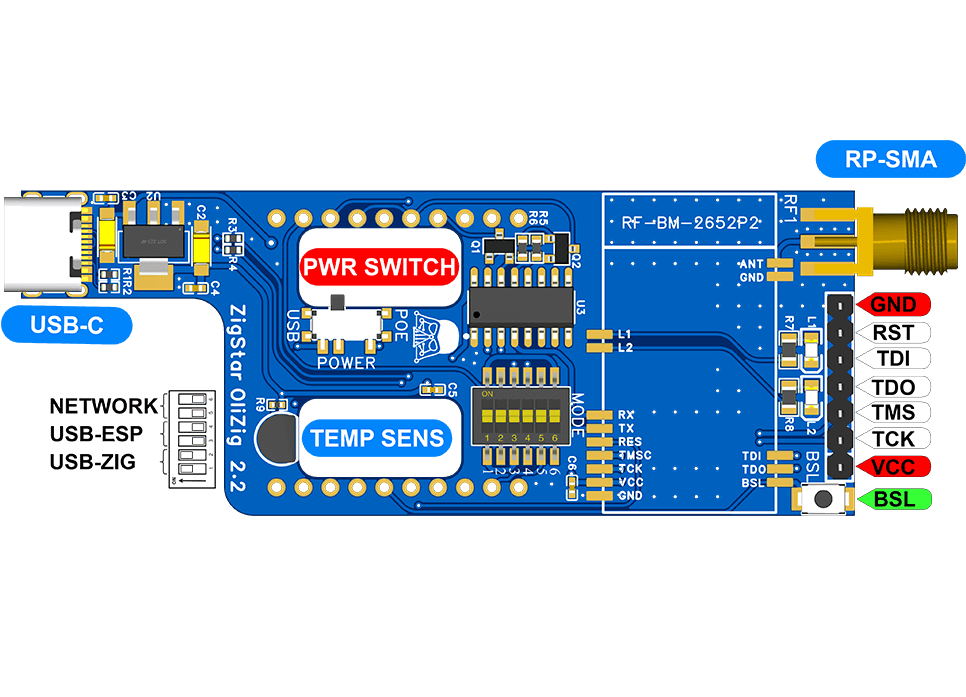 RP-SMA
C3
U2
C2
R3
R4
R1
R2
C4
USB-C
R6
R5
Q1
Q2
PWR SWITCH
U3
USB
POE
POWER
RF-BM-2652P2
RF1
ANT
GND
L1
L2
R7
L1
R8
L2
GND
RST
TDI
TDO
TMS
TCK
VCC
BSL
NETWORK
USB-ESP
USB-ZIG
ON
ZigStar OliZig 2.2
R9
C5
TEMP SENS
ON
1 2 3 4 5 6
1 2 3 4 5 6
MODE
C6
RX
TX
RES
TMSC
TCK
VCC
GND
TDI
TDO
BSL
BSL